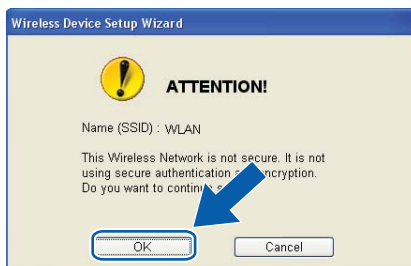 Wireless Device Setup Wizard
ATTENTION!
Name (SSID) : WLAN
This Wireless Network is not secure. It is not
using secure authentication encryption.
Do you want to
OK
Cancel